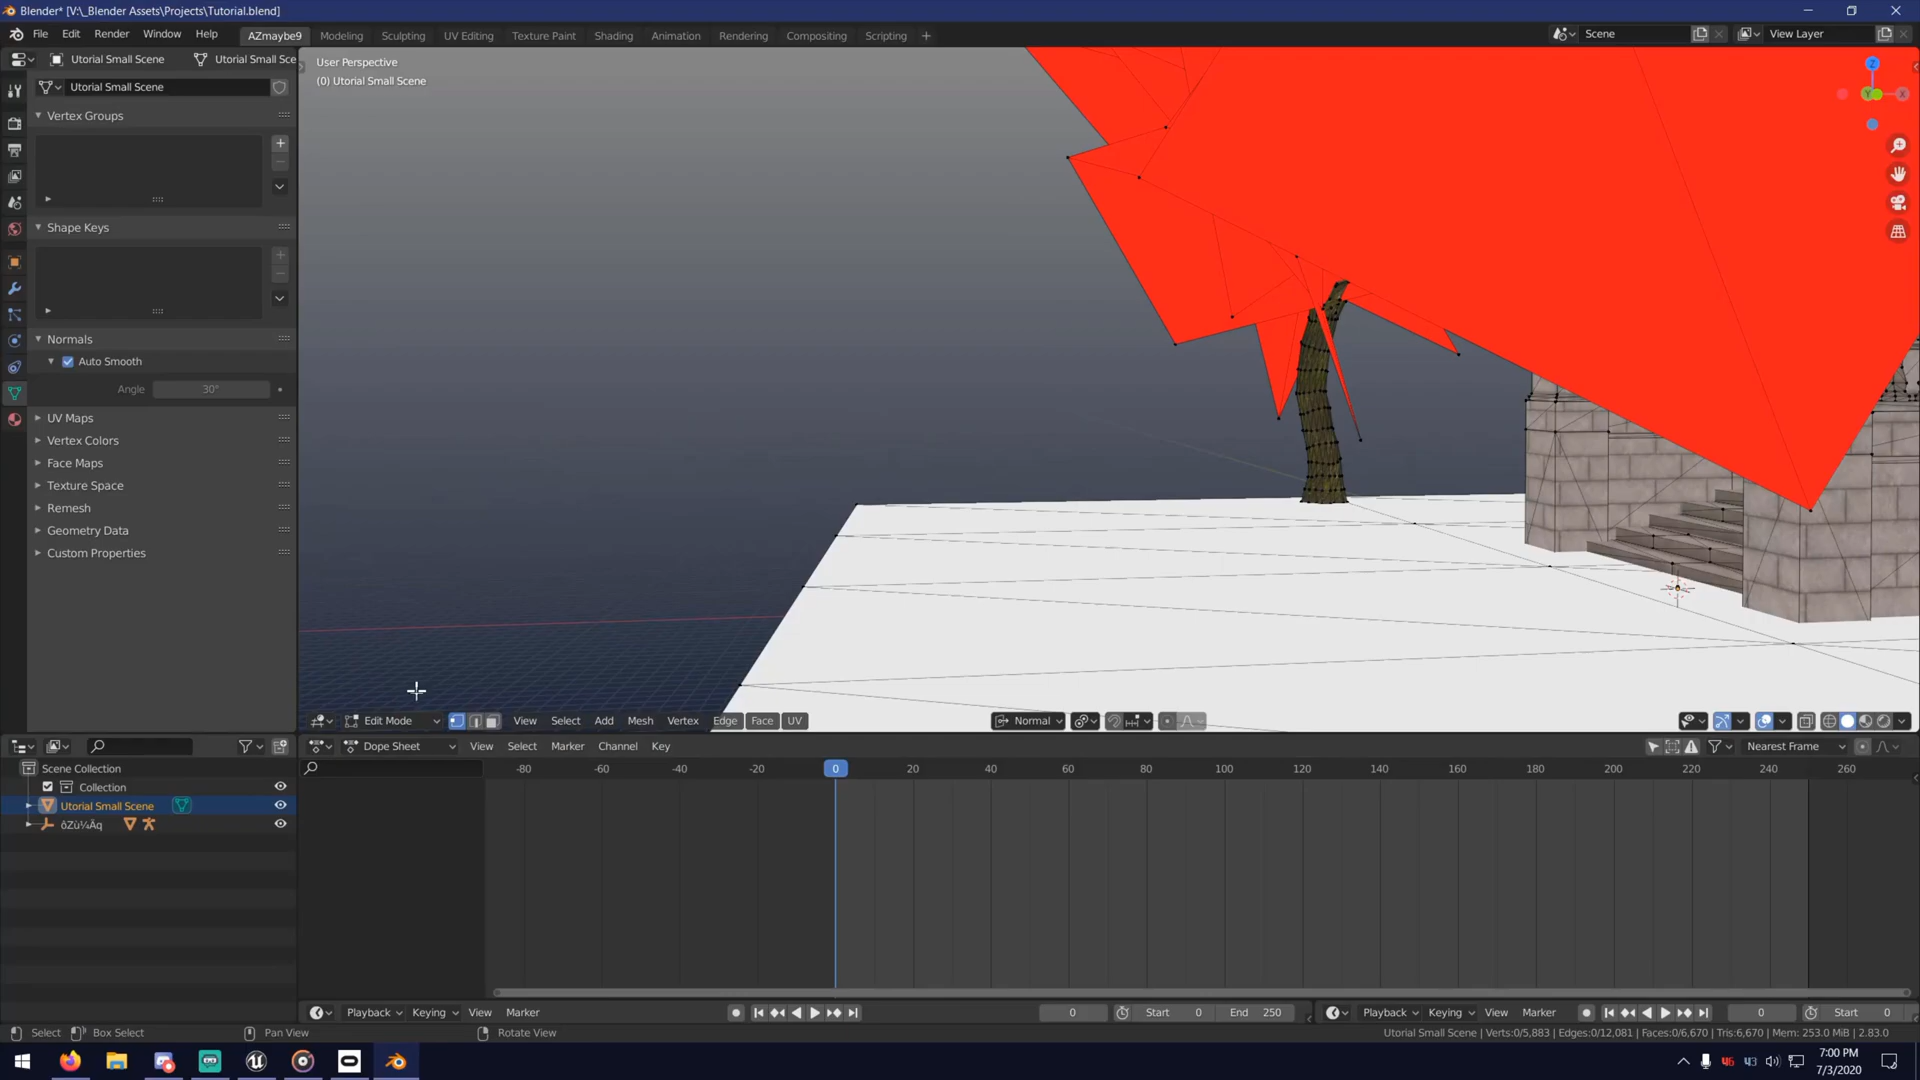 Blender* [V:\_Blender Assets\Projects\Tutorial.blend]
File Edit Render Window Help AZmaybe9 Modeling Sculpting UV Editing Texture Paint Shading Animation Rendering Compositing Scripting + Scene View Layer
Utorial Small Scene Utorial Small Sce
User Perspective
(0) Utorial Small Scene
Utorial Small Scene
Vertex Groups
Shape Keys
Normals
Auto Smooth
Angle 30°
UV Maps
Vertex Colors
Face Maps
Texture Space
Remesh
Geometry Data
Custom Properties
Z
Y
X
Edit Mode View Select Add Mesh Vertex Edge Face UV Normal
Dope Sheet View Select Marker Channel Key Nearest Frame
Scene Collection
Collection
Utorial Small Scene
ôZù¼Äq
-80 -60 -40 -20 0 20 40 60 80 100 120 140 160 180 200 220 240 260
Playback Keying View Marker 0 Start 0 End 250 Playback Keying View Marker 0 Start 0
Select Box Select Pan View Rotate View Utorial Small Scene | Verts:0/5,883 | Edges:0/12,081 | Faces:0/6,670 | Tris:6,670 | Mem: 253.0 MiB | 2.83.0
7:00 PM
7/3/2020